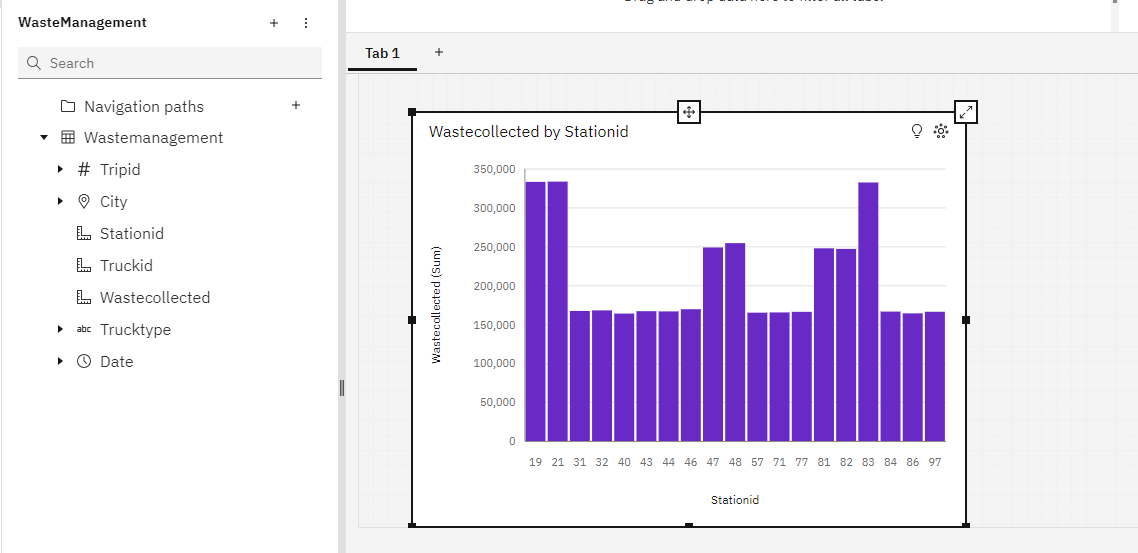 WasteManagement
Search
Navigation paths
Wastemanagement
# Tripid
City
Stationid
Truckid
Wastecollected
abc Trucktype
Date
Tab 1
Wastecollected by Stationid
350,000
300,000
250,000
200,000
150,000
100,000
50,000
0
Wastecollected (Sum)
19 21 31 32 40 43 44 46 47 48 57 71 77 81 82 83 84 86 97
Stationid